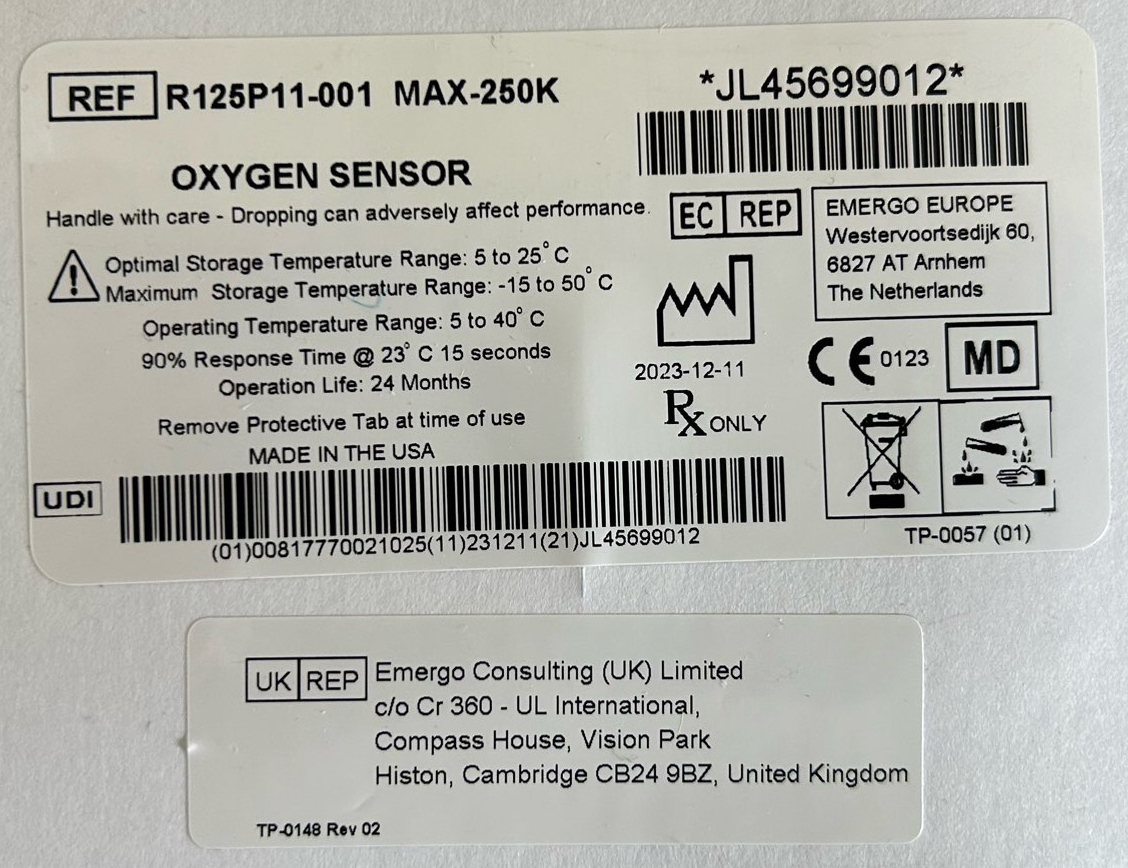 REF R125P11-001 MAX-250K
*JL45699012*
OXYGEN SENSOR
Handle with care - Dropping can adversely affect performance.
Optimal Storage Temperature Range: 5 to 25° C
Maximum Storage Temperature Range: -15 to 50° C
Operating Temperature Range: 5 to 40° C
90% Response Time @ 23° C 15 seconds
Operation Life: 24 Months
Remove Protective Tab at time of use
MADE IN THE USA
EC REP
EMERGO EUROPE
Westervoortsedijk 60,
6827 AT Arnhem
The Netherlands
2023-12-11
Rx ONLY
CE 0123
MD
UDI
(01)00817770021025(11)231211(21)JL45699012
TP-0057 (01)
UK REP
Emergo Consulting (UK) Limited
c/o Cr 360 - UL International,
Compass House, Vision Park
Histon, Cambridge CB24 9BZ, United Kingdom
TP-0148 Rev 02